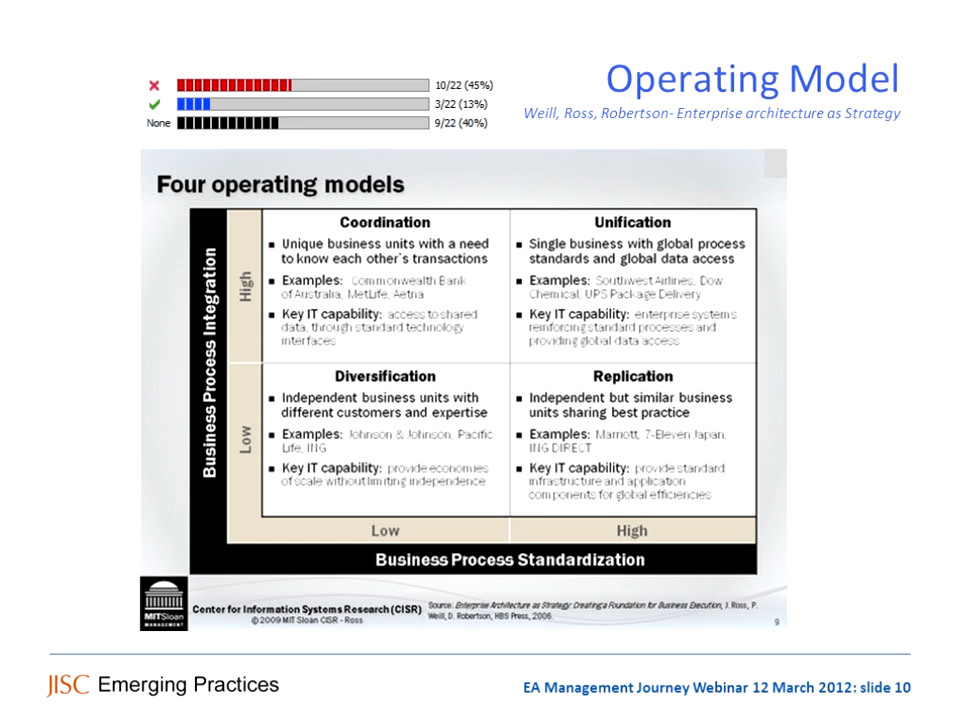 Operating Model
Weill, Ross, Robertson- Enterprise architecture as Strategy
10/22 (45%)
3/22 (13%)
None 9/22 (40%)
Four operating models
Business Process Integration
High
Coordination
▪ Unique business units with a need
to know each other's transactions
▪ Examples: Commonwealth Bank
of Australia, MetLife, Aetna
▪ Key IT capability: access to shared
data, through standard technology
interfaces
Unification
▪ Single business with global process
standards and global data access
▪ Examples: Southwest Airlines, Dow
Chemical, UPS Package Delivery
▪ Key IT capability: enterprise systems
reinforcing standard processes and
providing global data access
Low
Diversification
▪ Independent business units with
different customers and expertise
▪ Examples: Johnson & Johnson, Pacific
Life, ING
▪ Key IT capability: provide economies
of scale without limiting independence
Replication
▪ Independent but similar business
units sharing best practice
▪ Examples: Marriott, 7-Eleven Japan,
ING DIRECT
▪ Key IT capability: provide standard
infrastructure and application
components for global efficiencies
Low
High
Business Process Standardization
MITSloan
MANAGEMENT
Center for Information Systems Research (CISR)
© 2009 MIT Sloan CISR - Ross
Source: Enterprise Architecture as Strategy: Creating a Foundation for Business Execution, J. Ross, P.
Weill, D. Robertson, HBS Press, 2006.
9
JISC Emerging Practices
EA Management Journey Webinar 12 March 2012: slide 10